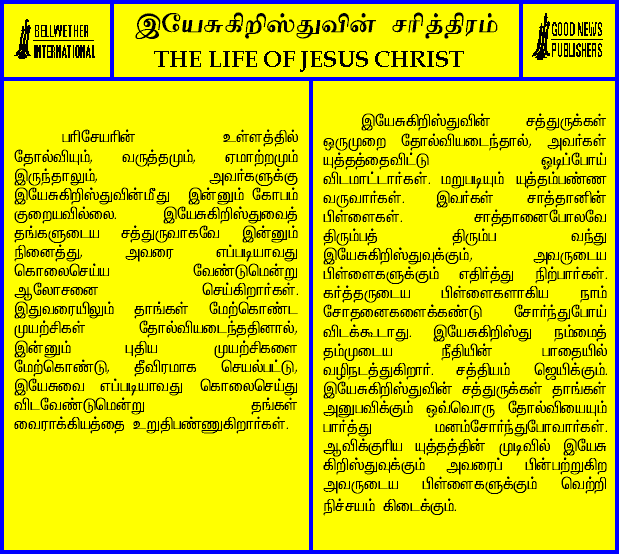 BELLWETHER
INTERNATIONAL
இயேசுகிறிஸ்துவின் சரித்திரம்
THE LIFE OF JESUS CHRIST
GOOD NEWS
PUBLISHERS
பரிசேயரின் உள்ளத்தில்
தோல்வியும், வருத்தமும், ஏமாற்றமும்
இருந்தாலும், அவர்களுக்கு
இயேசுகிறிஸ்துவின்மீது இன்னும் கோபம்
குறையவில்லை. இயேசுகிறிஸ்துவைத்
தங்களுடைய சத்துருவாகவே இன்னும்
நினைத்து, அவரை எப்படியாவது
கொலைசெய்ய வேண்டுமென்று
ஆலோசனை செய்கிறார்கள்.
இதுவரையிலும் தாங்கள் மேற்கொண்ட
முயற்சிகள் தோல்வியடைந்ததினால்,
இன்னும் புதிய முயற்சிகளை
மேற்கொண்டு, தீவிரமாக செயல்பட்டு,
இயேசுவை எப்படியாவது கொலைசெய்து
விடவேண்டுமென்று தங்கள்
வைராக்கியத்தை உறுதிபண்ணுகிறார்கள்.
இயேசுகிறிஸ்துவின் சத்துருக்கள்
ஒருமுறை தோல்வியடைந்தால், அவர்கள்
யுத்தத்தைவிட்டு ஓடிப்போய்
விடமாட்டார்கள். மறுபடியும் யுத்தம்பண்ண
வருவார்கள். இவர்கள் சாத்தானின்
பிள்ளைகள். சாத்தானைபோலவே
திரும்பத் திரும்ப வந்து
இயேசுகிறிஸ்துவுக்கும், அவருடைய
பிள்ளைகளுக்கும் எதிர்த்து நிற்பார்கள்.
கர்த்தருடைய பிள்ளைகளாகிய நாம்
சோதனைகளைக்கண்டு சோர்ந்துபோய்
விடக்கூடாது. இயேசுகிறிஸ்து நம்மைத்
தம்முடைய நீதியின் பாதையில்
வழிநடத்துகிறார். சத்தியம் ஜெயிக்கும்.
இயேசுகிறிஸ்துவின் சத்துருக்கள் தாங்கள்
அனுபவிக்கும் ஒவ்வொரு தோல்வியையும்
பார்த்து மனம்சோர்ந்துபோவார்கள்.
ஆவிக்குரிய யுத்தத்தின் முடிவில் இயேசு
கிறிஸ்துவுக்கும் அவரைப் பின்பற்றுகிற
அவருடைய பிள்ளைகளுக்கும் வெற்றி
நிச்சயம் கிடைக்கும்.